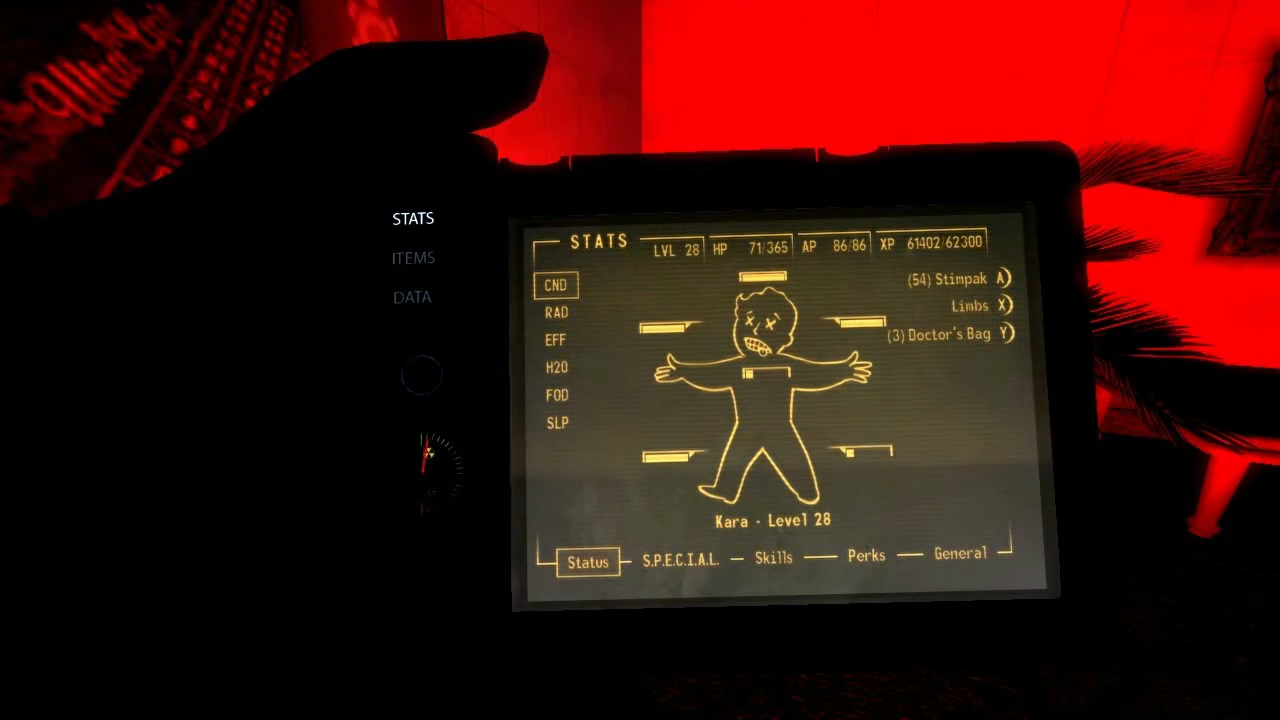 STATS
ITEMS
DATA
STATS LVL 28 HP 71/365 AP 86/86 XP 61402/62300
CND
RAD
EFF
H20
FOD
SLP
(54) Stimpak A)
Limbs X)
(3) Doctor's Bag Y)
Kara - Level 28
Status S.P.E.C.I.A.L. Skills Perks General